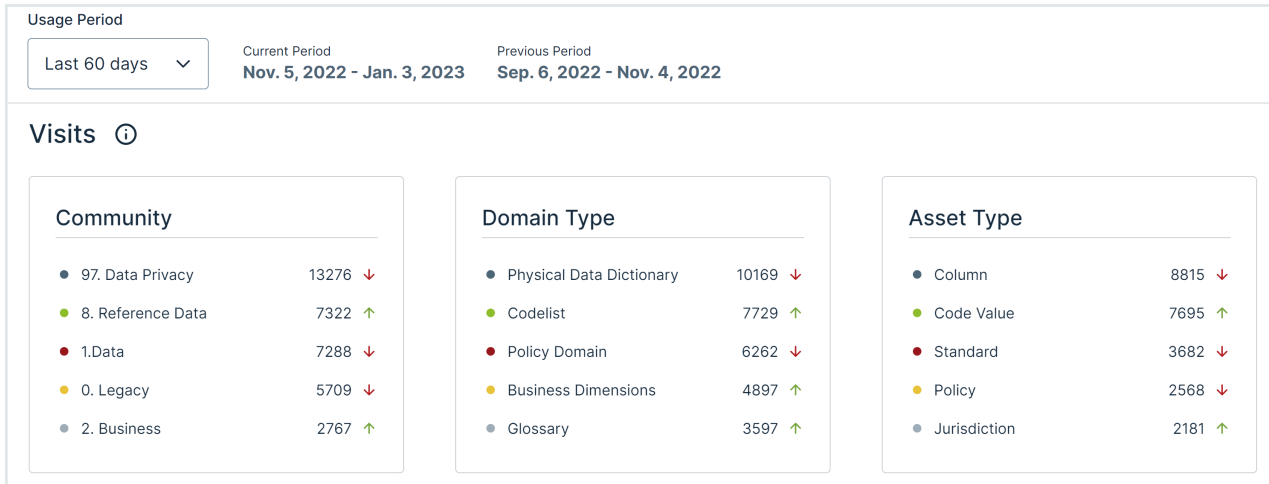 Usage Period
Last 60 days
Current Period
Nov. 5, 2022 - Jan. 3, 2023
Previous Period
Sep. 6, 2022 - Nov. 4, 2022
Visits
Community
97. Data Privacy 13276
8. Reference Data 7322
1.Data 7288
0. Legacy 5709
2. Business 2767
Domain Type
Physical Data Dictionary 10169
Codelist 7729
Policy Domain 6262
Business Dimensions 4897
Glossary 3597
Asset Type
Column 8815
Code Value 7695
Standard 3682
Policy 2568
Jurisdiction 2181